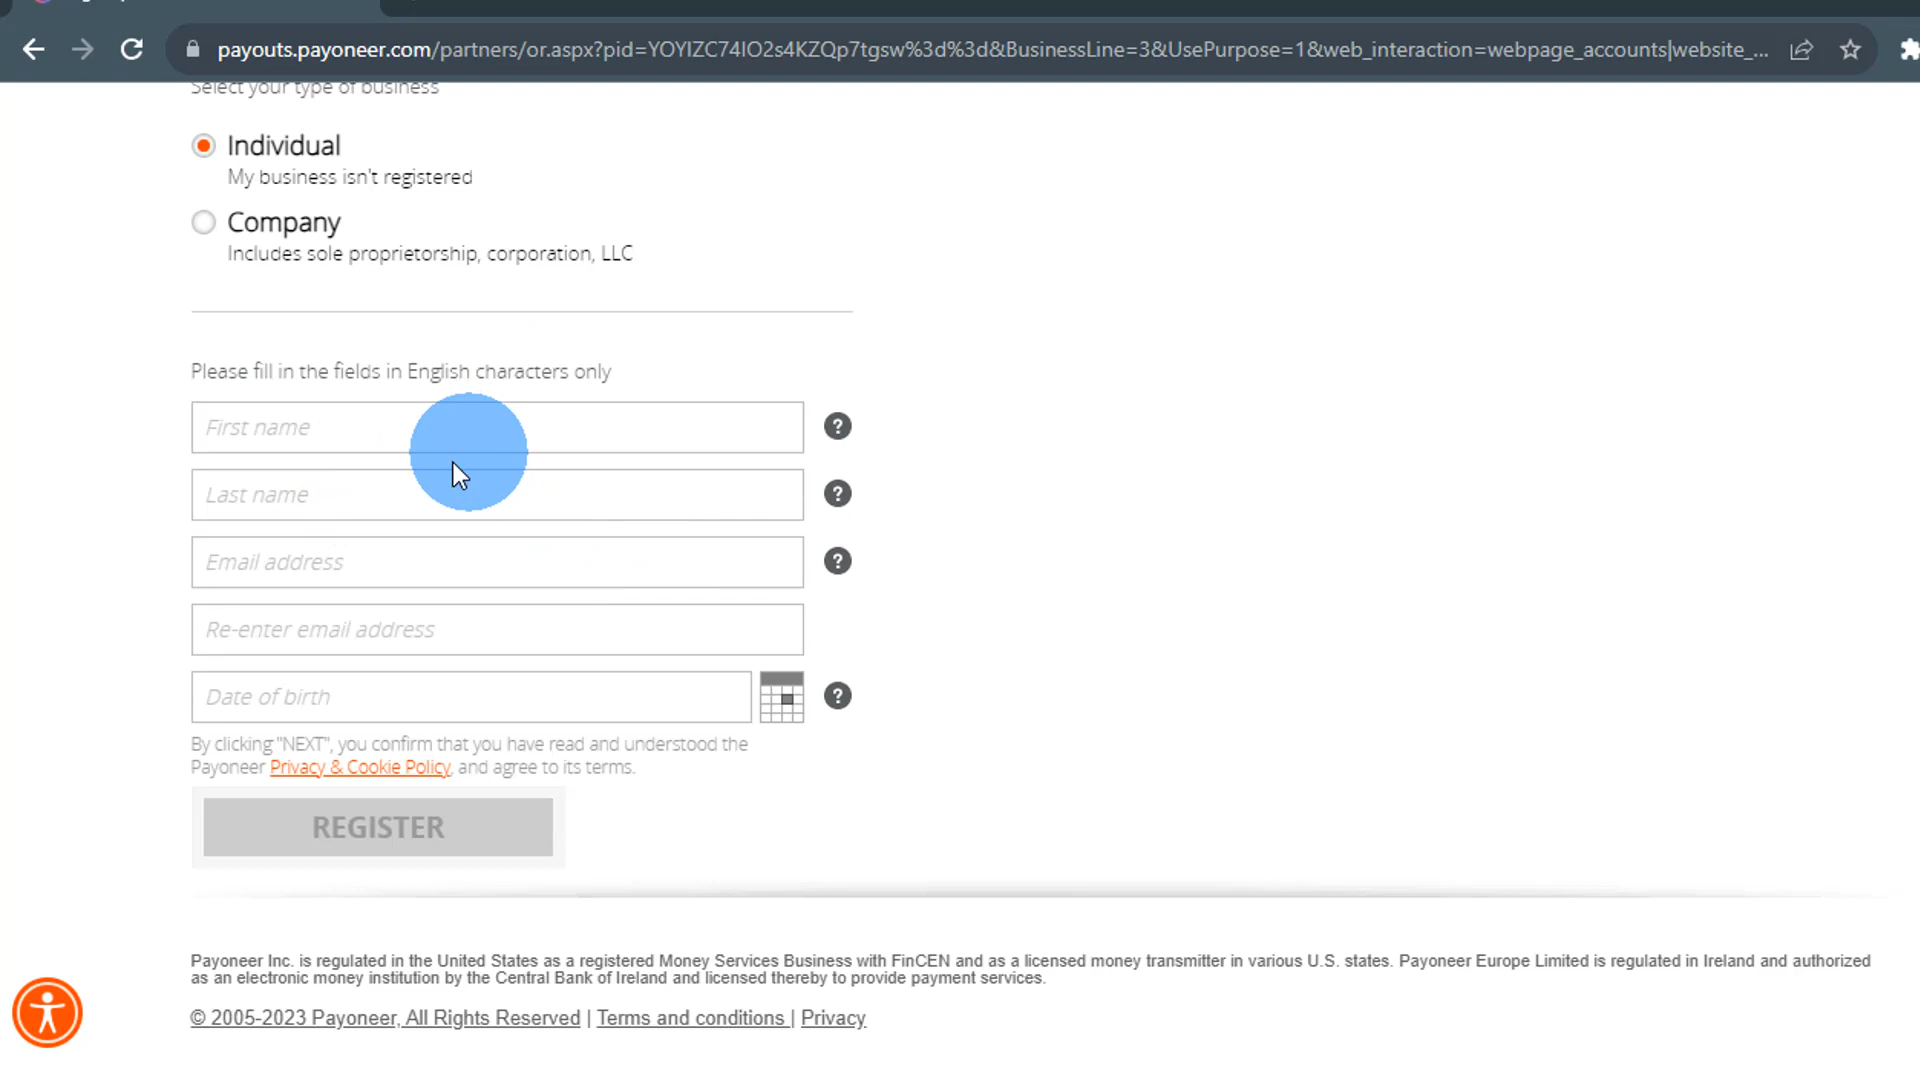 payouts.payoneer.com/partners/or.aspx?pid=YOYIZC74IO2s4KZQp7tgsw%3d%3d&BusinessLine=3&UsePurpose=1&web_interaction=webpage_accounts|website_...
Select your type of business
Individual
My business isn't registered
Company
Includes sole proprietorship, corporation, LLC
Please fill in the fields in English characters only
First name
?
Last name
?
Email address
?
Re-enter email address
Date of birth
?
By clicking "NEXT", you confirm that you have read and understood the
Payoneer Privacy & Cookie Policy, and agree to its terms.
REGISTER
Payoneer Inc. is regulated in the United States as a registered Money Services Business with FinCEN and as a licensed money transmitter in various U.S. states. Payoneer Europe Limited is regulated in Ireland and authorized
as an electronic money institution by the Central Bank of Ireland and licensed thereby to provide payment services.
© 2005-2023 Payoneer, All Rights Reserved | Terms and conditions | Privacy